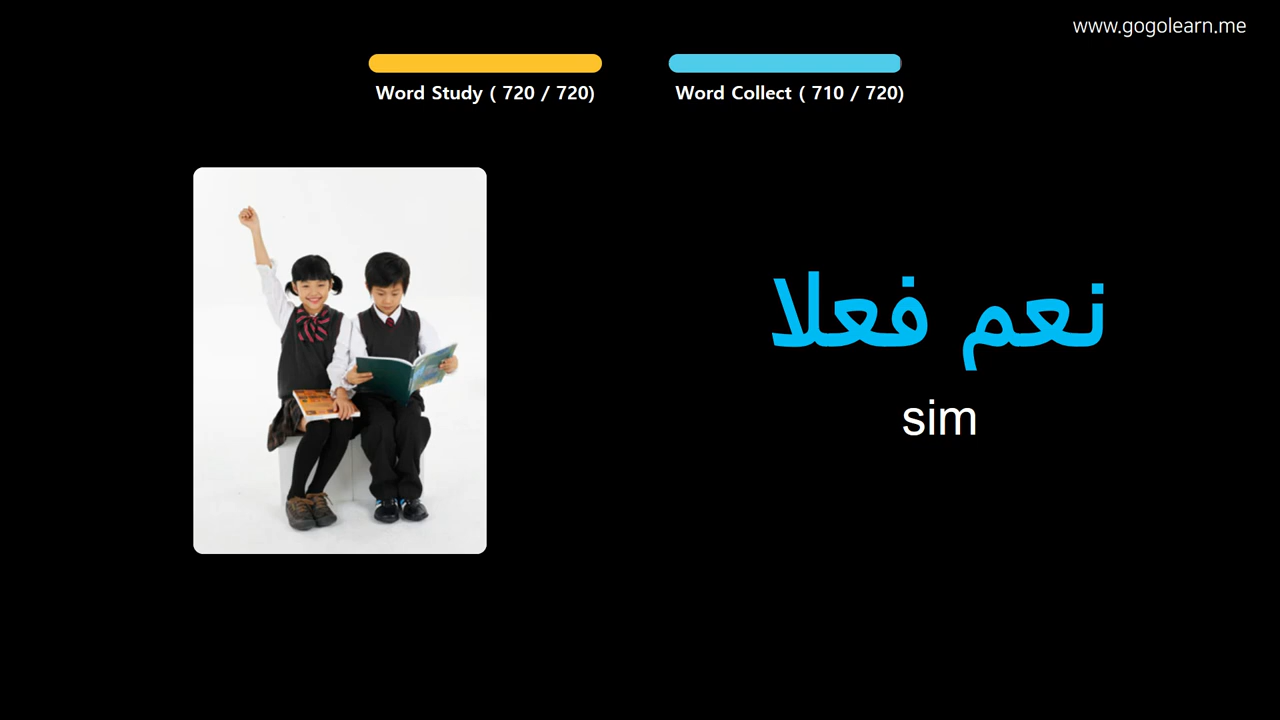 www.gogolearn.me
Word Study ( 720 / 720)
Word Collect ( 710 / 720)
نعم فعلا
sim